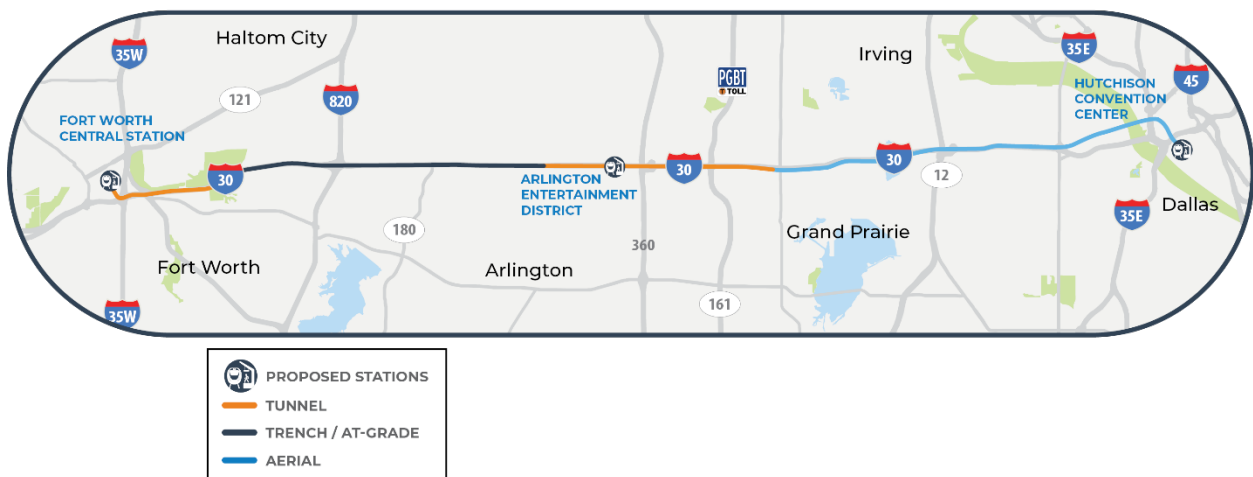 35W
Haltom City
121
820
PGBT
TOLL
Irving
35E
HUTCHISON
CONVENTION
CENTER
45
FORT WORTH
CENTRAL STATION
30
ARLINGTON
ENTERTAINMENT
DISTRICT
30
30
12
180
360
Grand Prairie
35E
Dallas
Fort Worth
Arlington
161
35W
PROPOSED STATIONS
TUNNEL
TRENCH / AT-GRADE
AERIAL